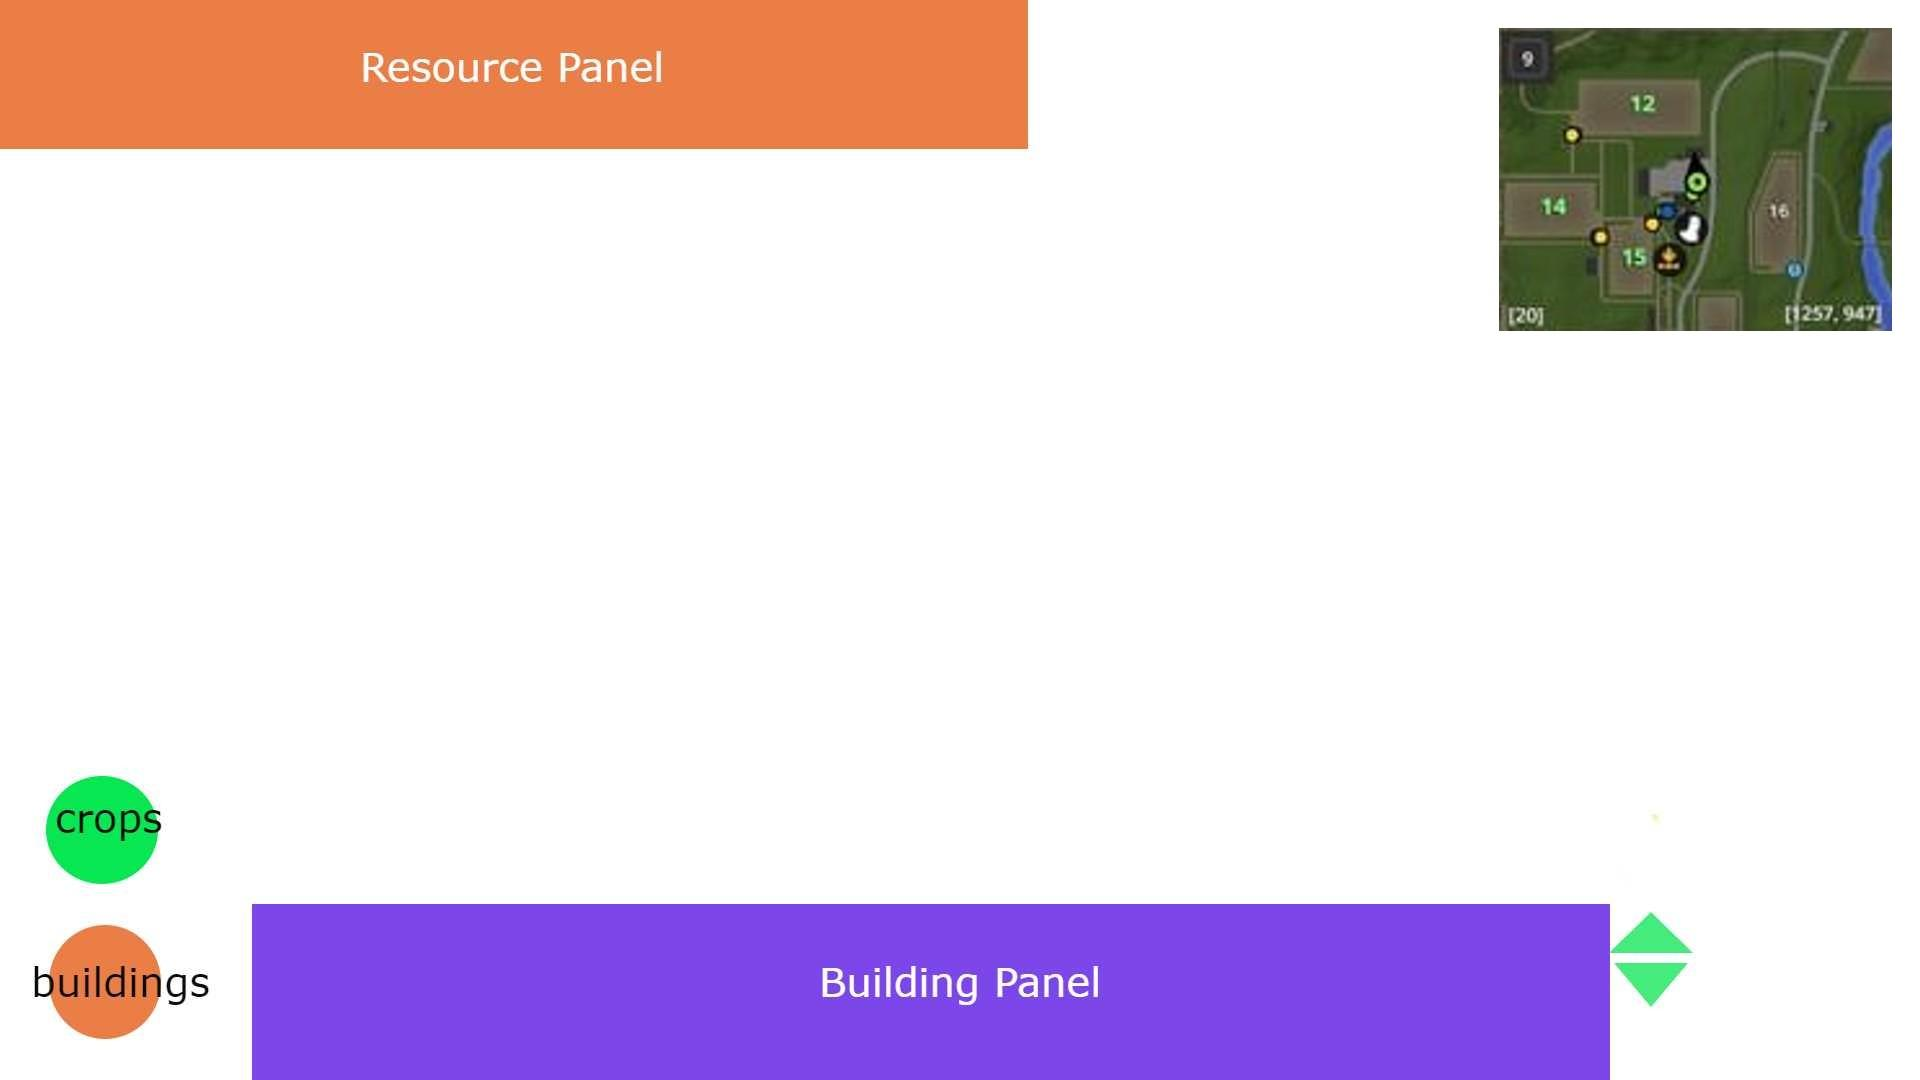 Resource Panel
9
12
14
16
15
[20]
[1257, 947]
crops
buildings
Building Panel